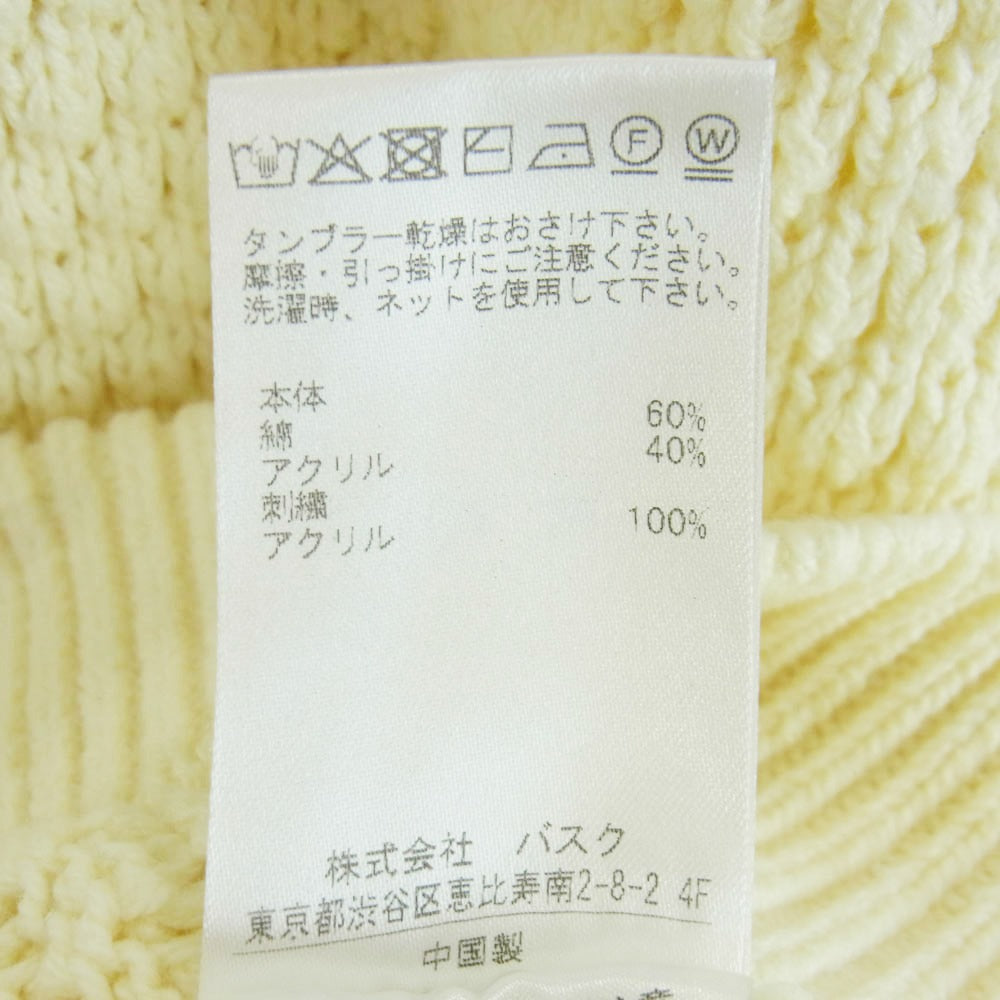 F W
タンブラー乾燥はおさけ下さい。
摩擦・引っ掛けにご注意ください。
洗濯時、ネットを使用して下さい。
本体
綿 60%
アクリル 40%
刺繍
アクリル 100%
株式会社 バスク
東京都渋谷区恵比寿南2-8-2 4F
中国製